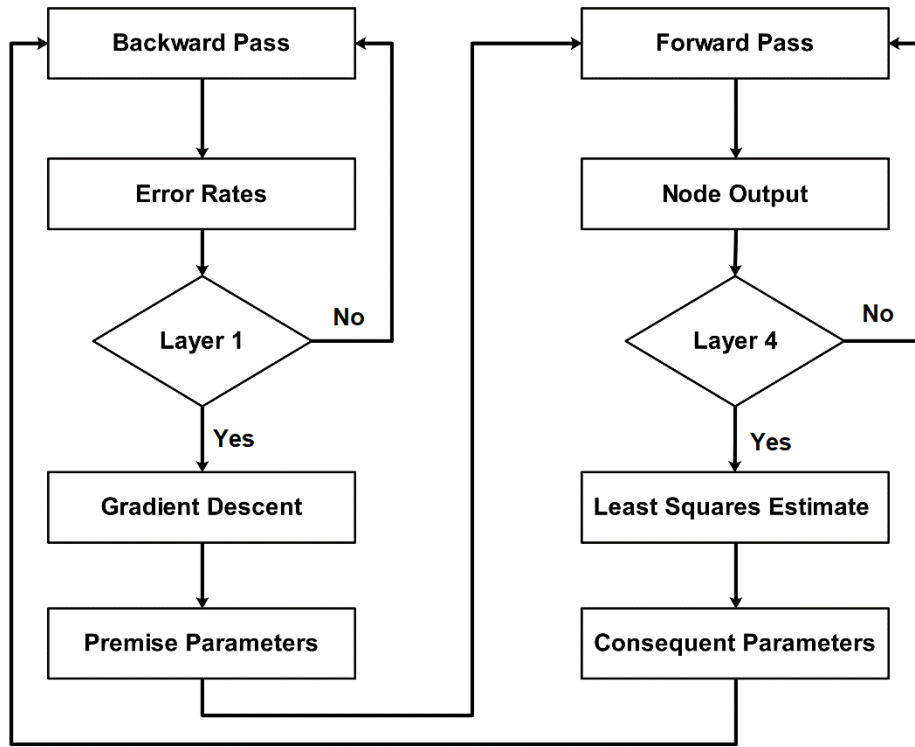 Backward Pass
Forward Pass
Error Rates
Node Output
Layer 1
No
Layer 4
No
Yes
Yes
Gradient Descent
Least Squares Estimate
Premise Parameters
Consequent Parameters